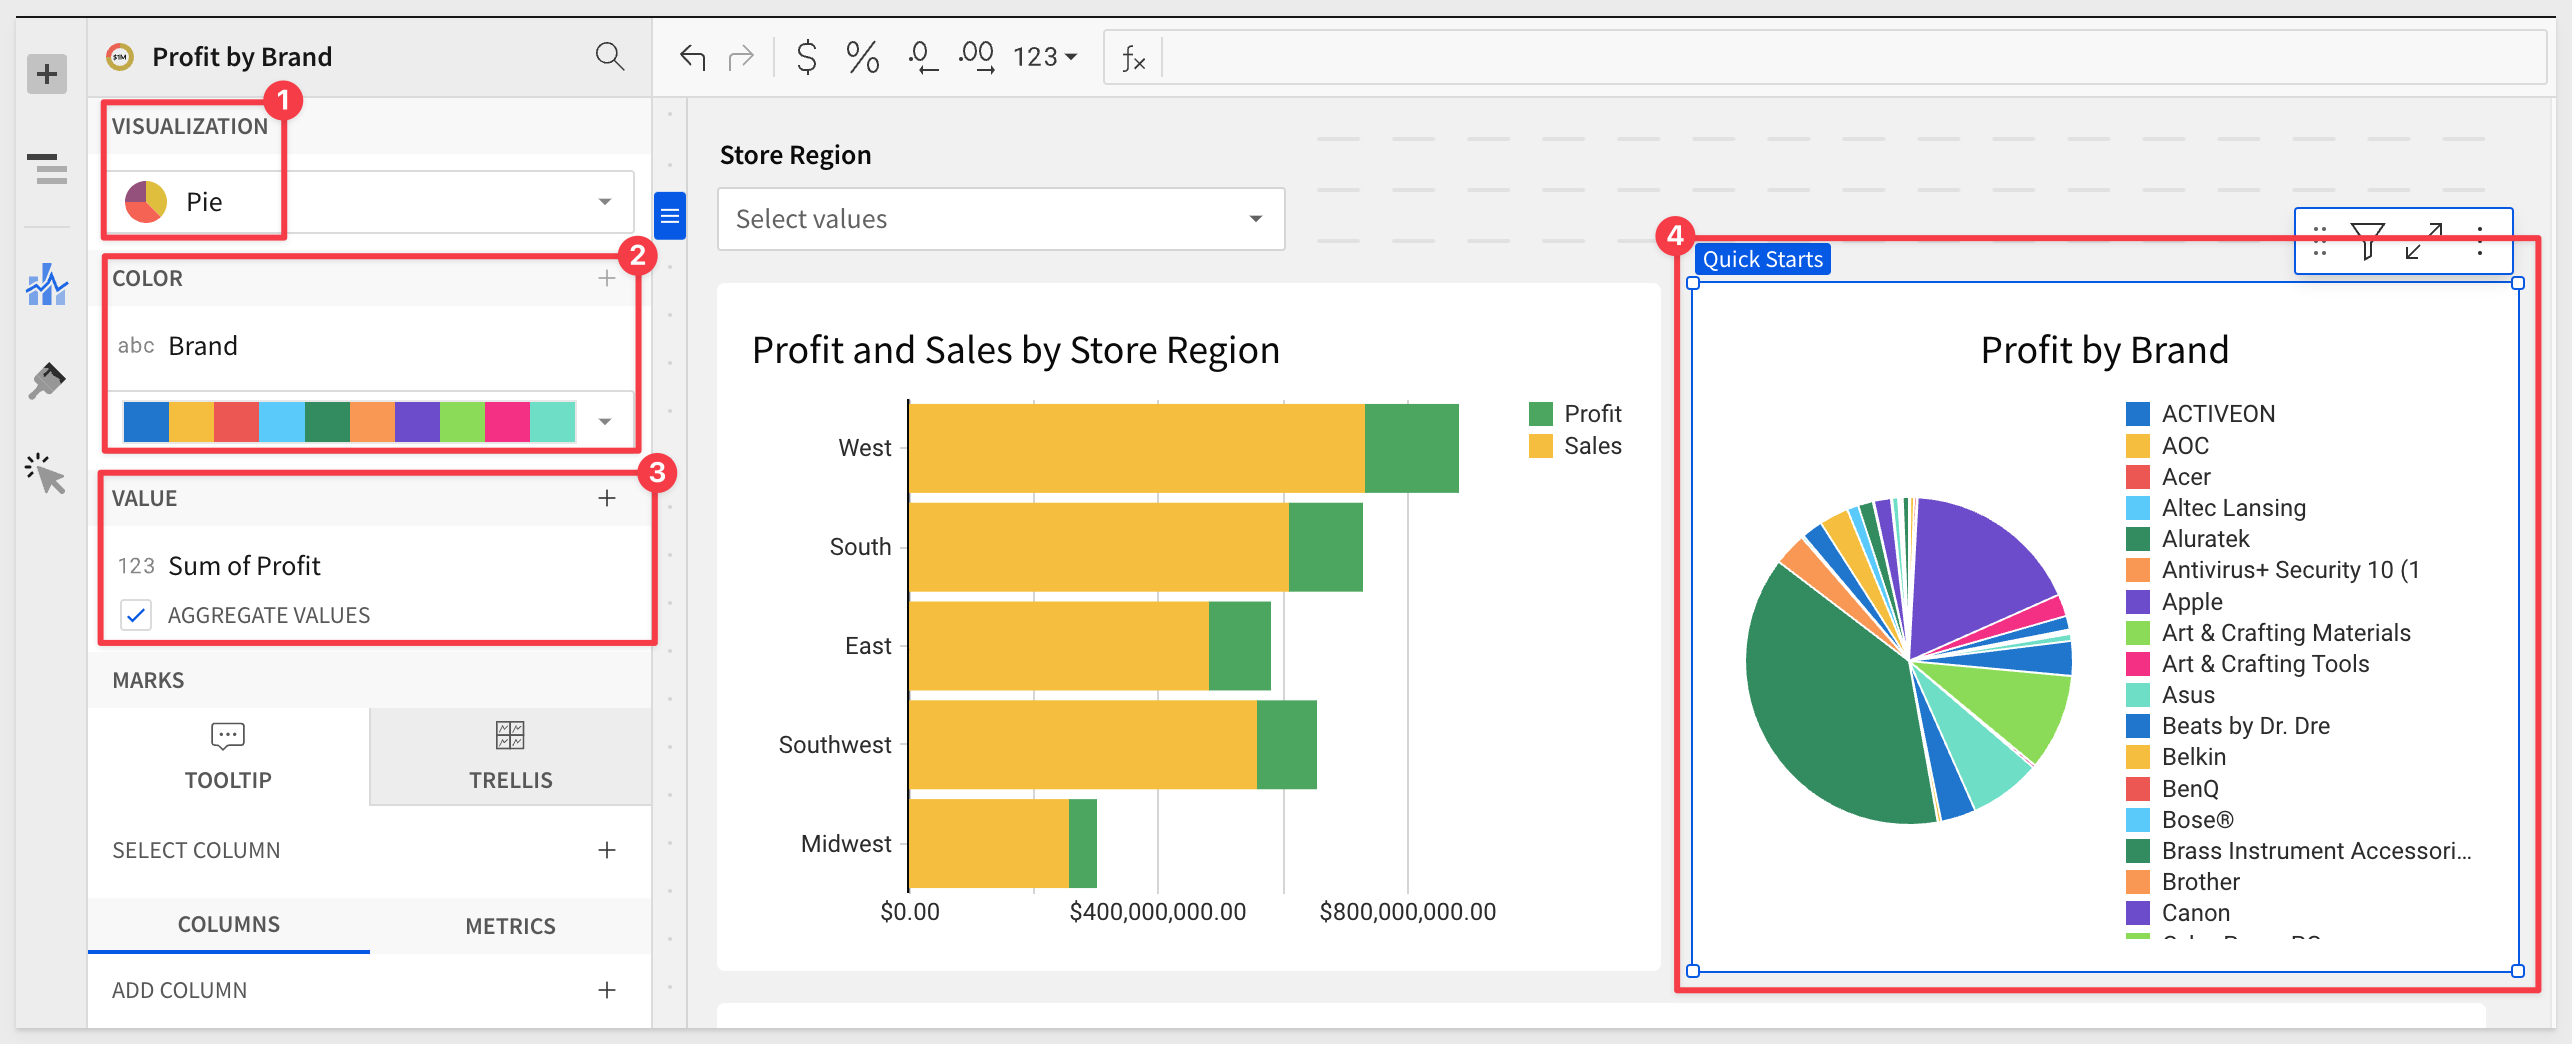 $1M
Profit by Brand
$ % .0 .00 123
fx
1
VISUALIZATION
Pie
2
COLOR
abc Brand
3
VALUE
123 Sum of Profit
AGGREGATE VALUES
MARKS
TOOLTIP
TRELLIS
SELECT COLUMN
COLUMNS
METRICS
ADD COLUMN
Store Region
Select values
Profit and Sales by Store Region
Profit
Sales
West
South
East
Southwest
Midwest
$0.00
$400,000,000.00
$800,000,000.00
4
Quick Starts
Profit by Brand
ACTIVEON
AOC
Acer
Altec Lansing
Aluratek
Antivirus+ Security 10 (1
Apple
Art & Crafting Materials
Art & Crafting Tools
Asus
Beats by Dr. Dre
Belkin
BenQ
Bose®
Brass Instrument Accessori...
Brother
Canon